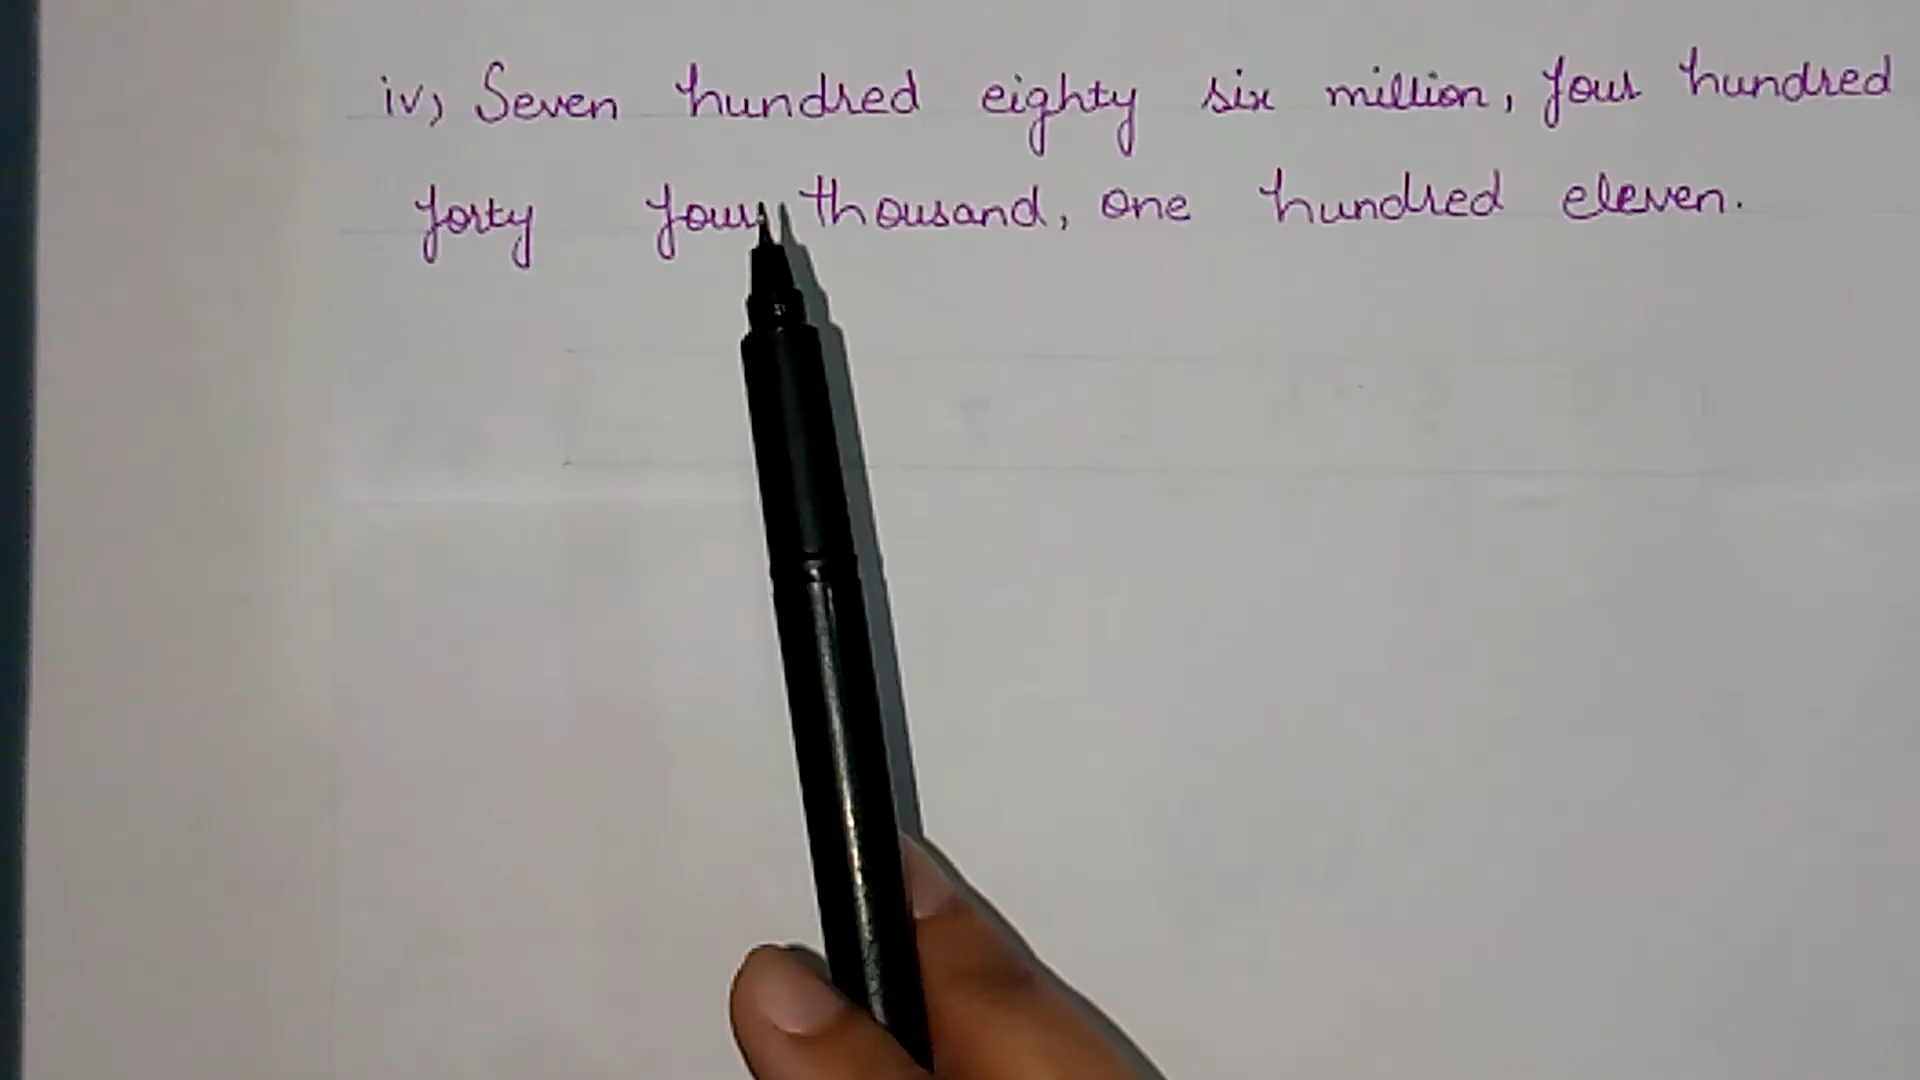 iv) Seven hundred eighty six million, four hundred
forty four thousand, one hundred eleven.